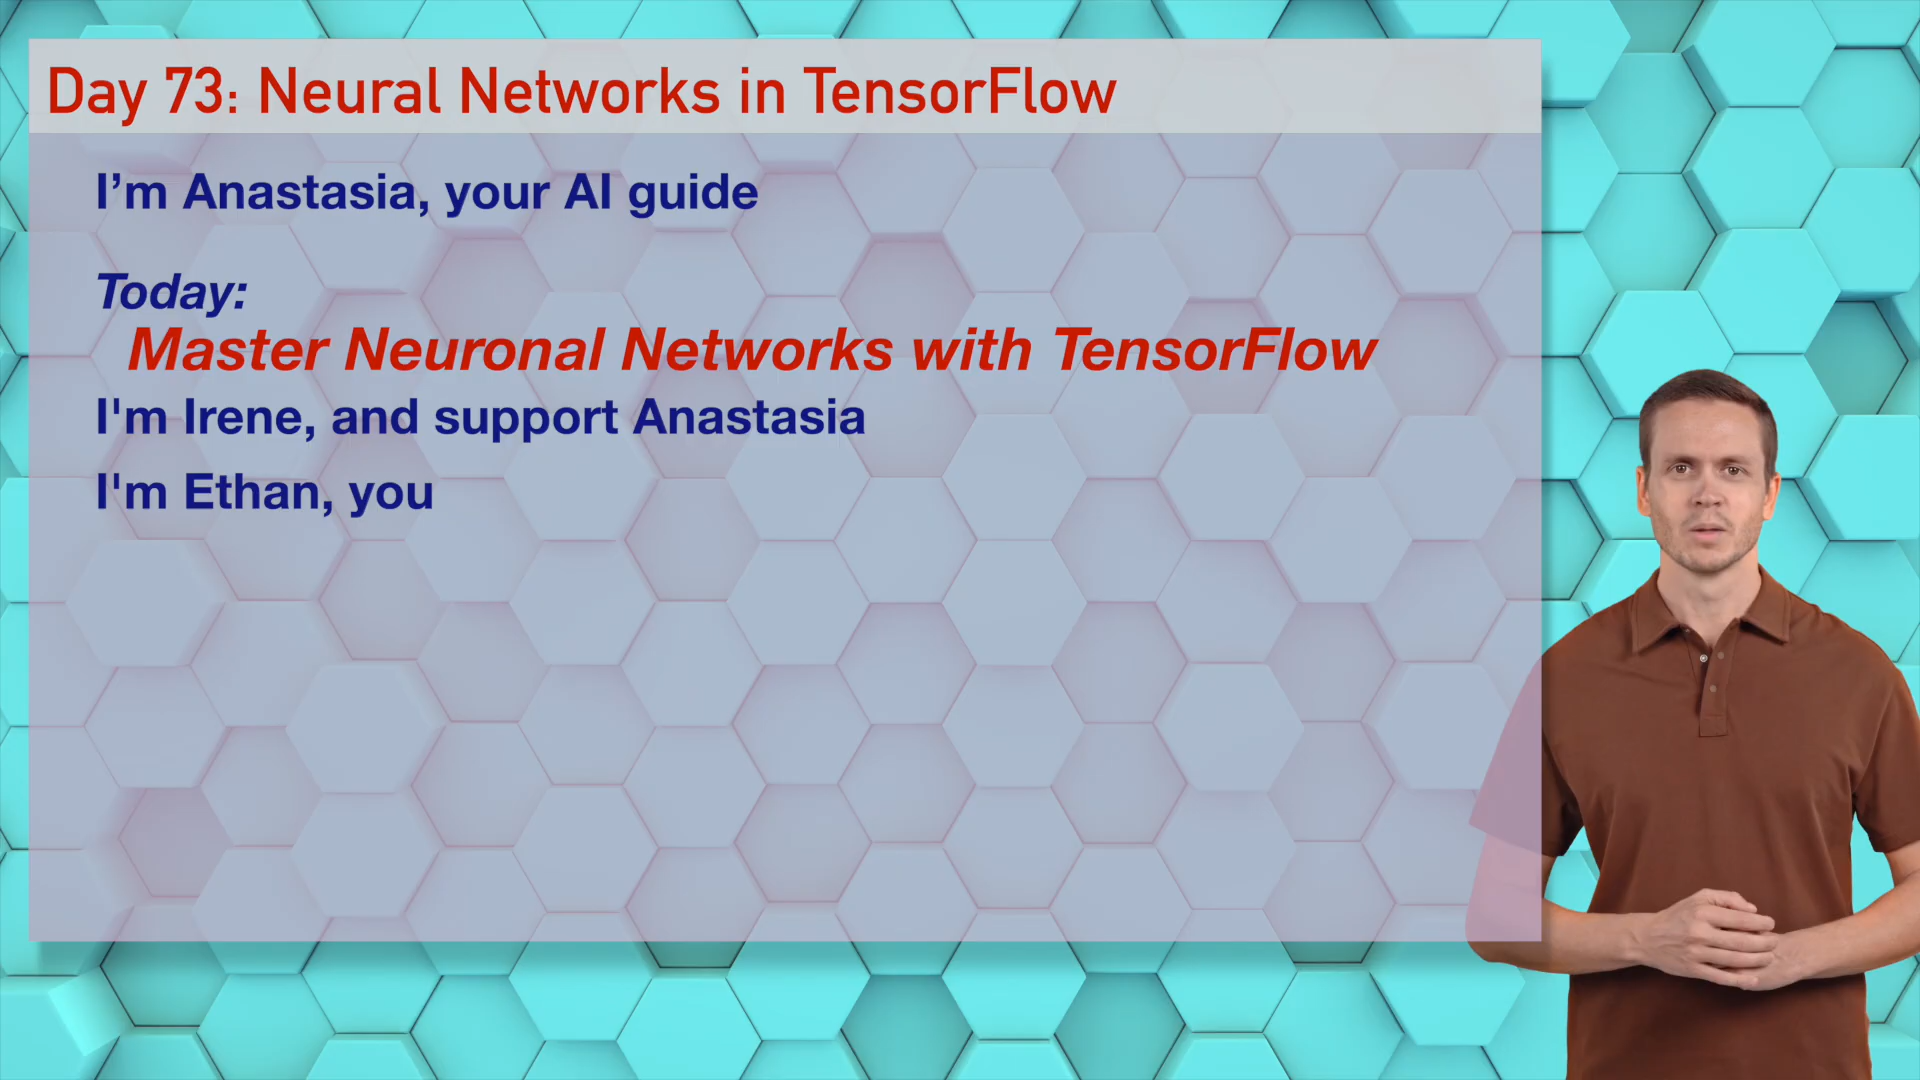 Day 73: Neural Networks in TensorFlow
I’m Anastasia, your AI guide
Today:
Master Neuronal Networks with TensorFlow
I'm Irene, and support Anastasia
I'm Ethan, you